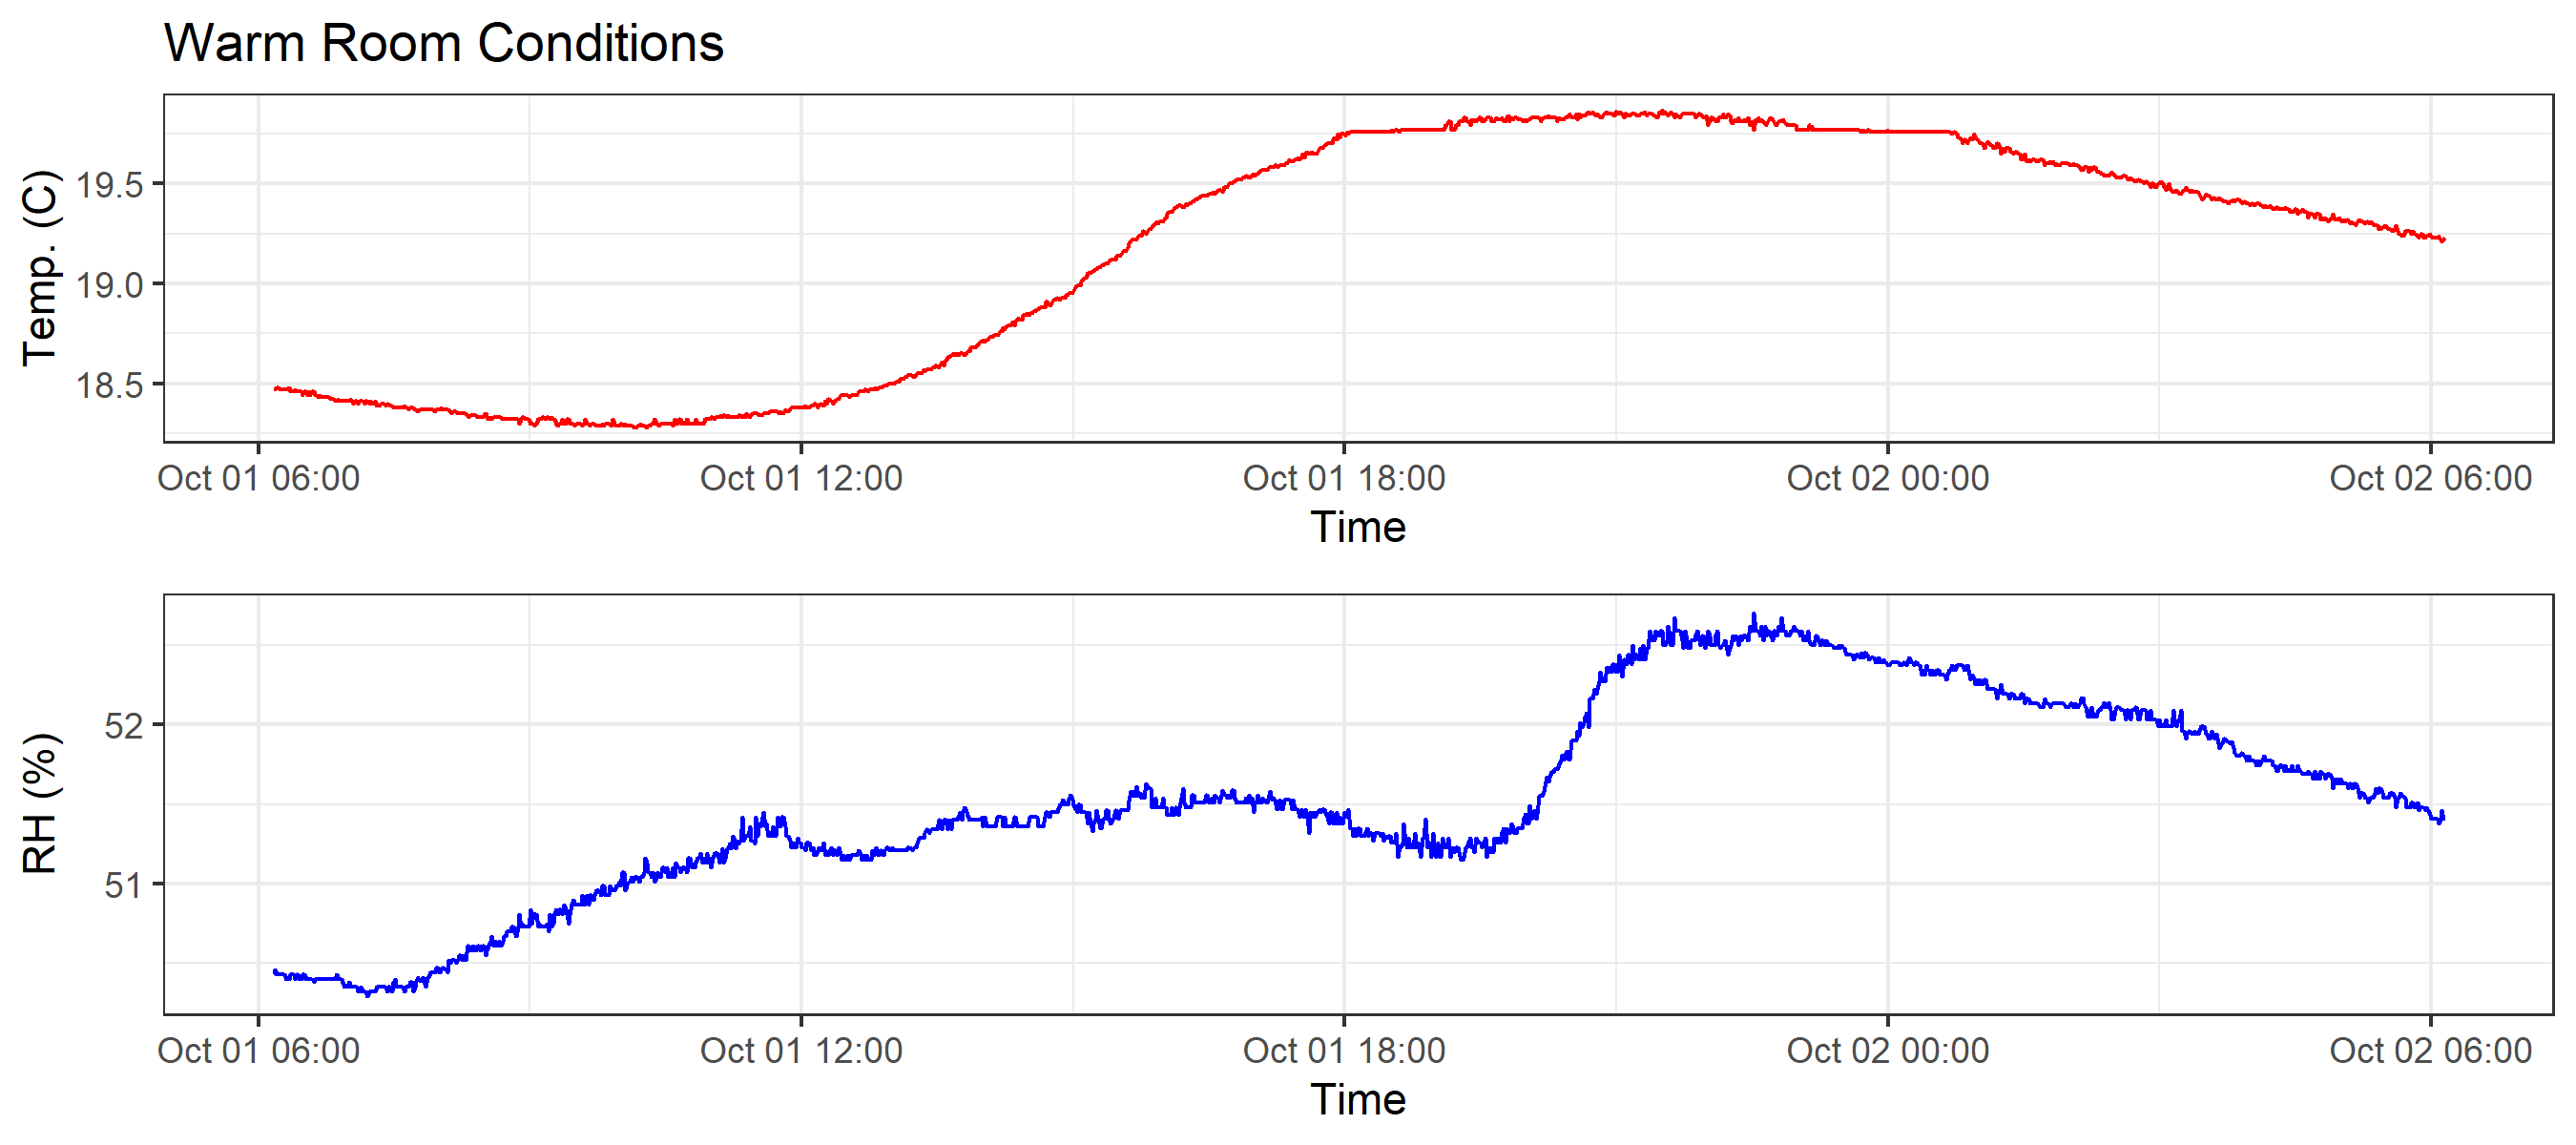 Warm Room Conditions
Temp. (C)
19.5
19.0
18.5
Oct 01 06:00 Oct 01 12:00 Oct 01 18:00 Oct 02 00:00 Oct 02 06:00
Time
RH (%)
52
51
Oct 01 06:00 Oct 01 12:00 Oct 01 18:00 Oct 02 00:00 Oct 02 06:00
Time